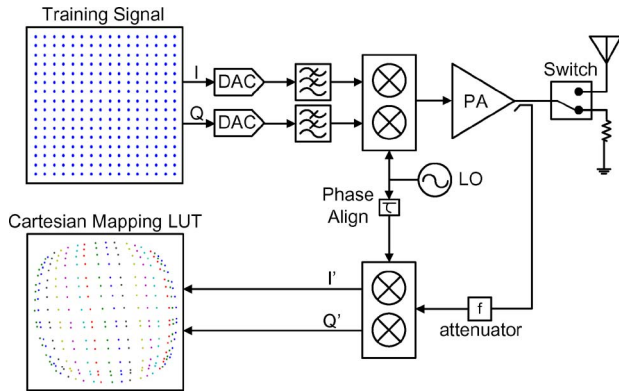 Training Signal
I
DAC
Q
DAC
PA
Switch
LO
Phase
Align
τ
Cartesian Mapping LUT
I'
Q'
f
attenuator